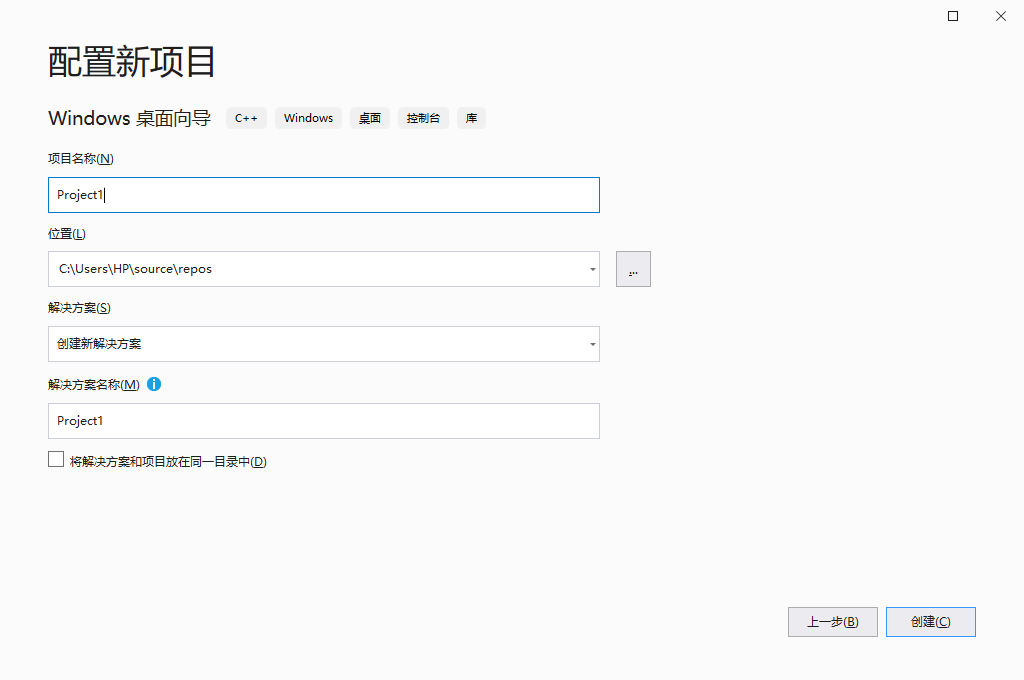 配置新项目
Windows 桌面向导 C++ Windows 桌面 控制台 库
项目名称(N)
Project1
位置(L)
C:\Users\HP\source\repos
...
解决方案(S)
创建新解决方案
解决方案名称(M) i
Project1
将解决方案和项目放在同一目录中(D)
上一步(B) 创建(C)